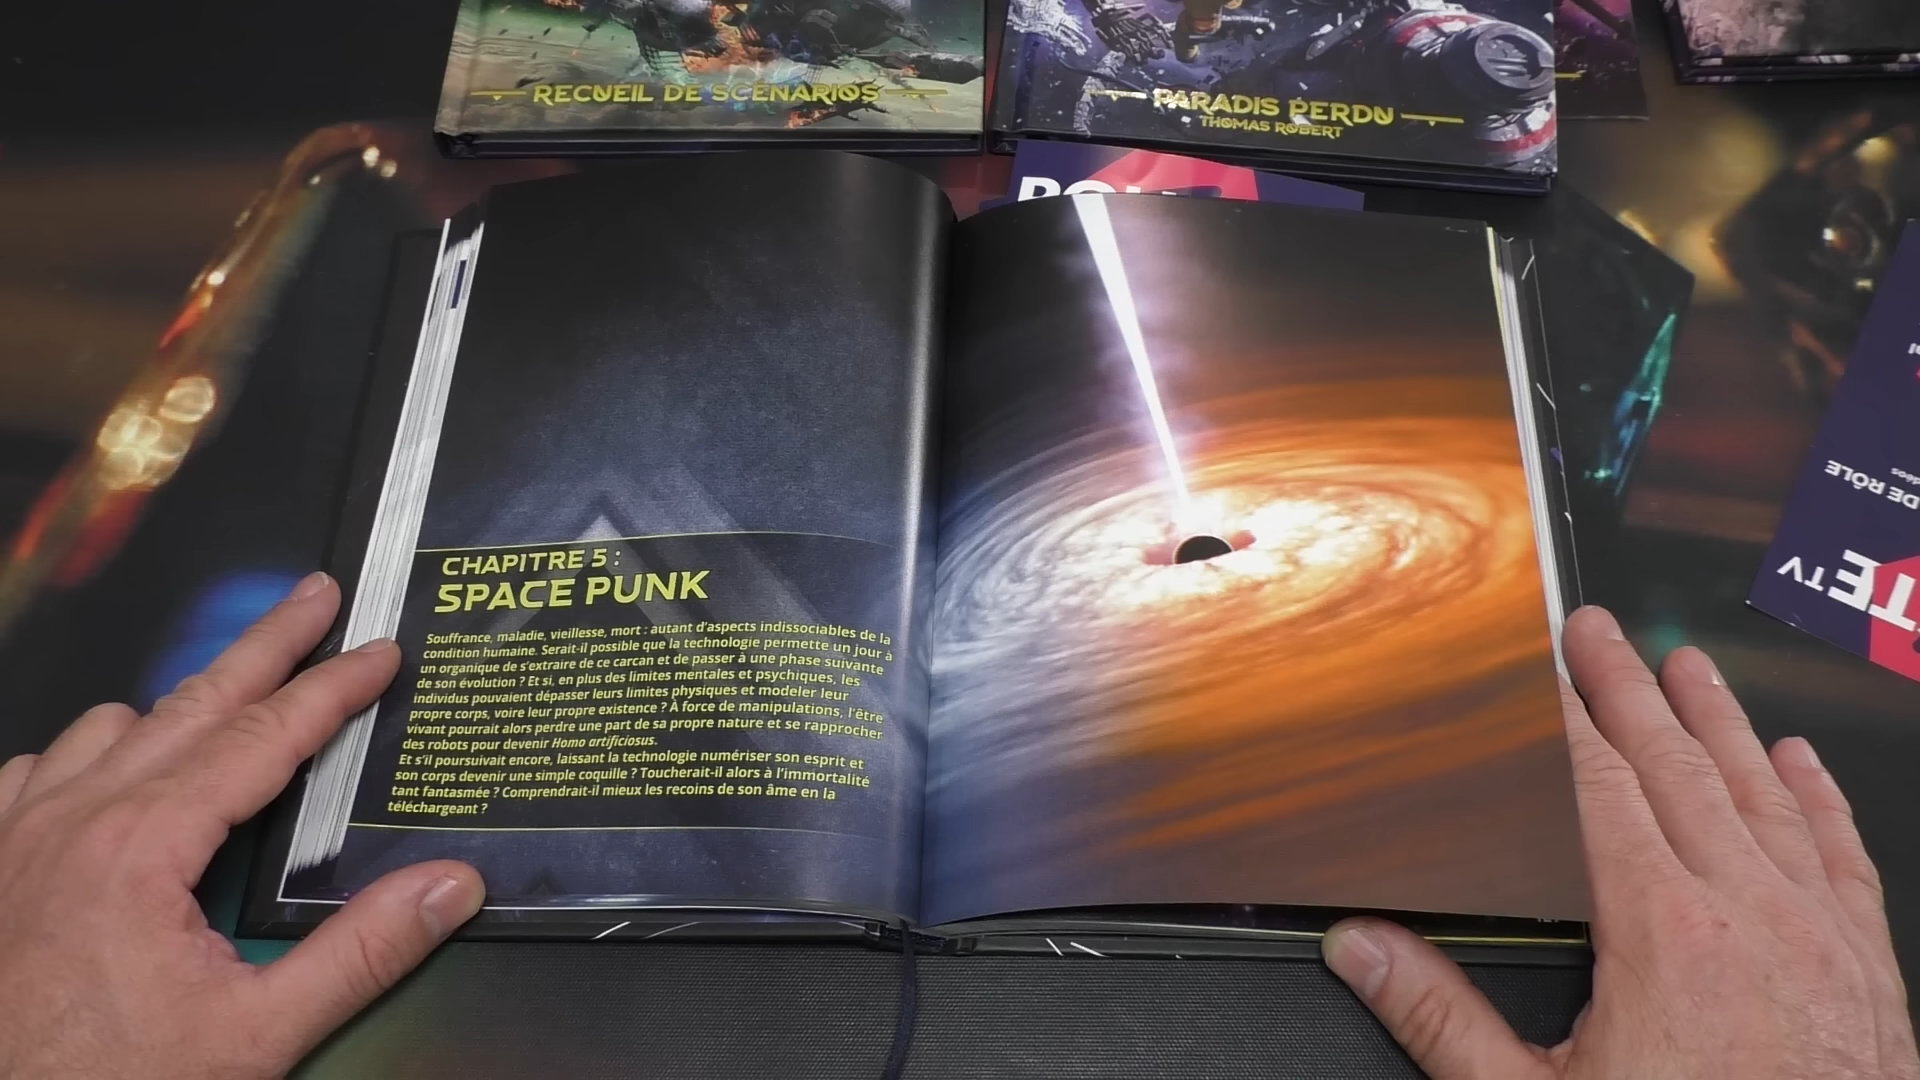 RECUEIL DE SCÉNARIOS
PARADIS PERDU
THOMAS ROBERT
CHAPITRE 5 :
SPACE PUNK
Souffrance, maladie, vieillesse, mort : autant d'aspects indissociables de la
condition humaine. Serait-il possible que la technologie permette un jour à
un organique de s'extraire de ce carcan et de passer à une phase suivante
de son évolution ? Et si, en plus des limites mentales et psychiques, les
individus pouvaient dépasser leurs limites physiques et modeler leur
propre corps, voire leur propre existence ? À force de manipulations, l'être
vivant pourrait alors perdre une part de sa propre nature et se rapprocher
des robots pour devenir Homo artificiosus.
Et s'il poursuivait encore, laissant la technologie numériser son esprit et
son corps devenir une simple coquille ? Toucherait-il alors à l'immortalité
tant fantasmée ? Comprendrait-il mieux les recoins de son âme en la
téléchargeant ?
DE RÔLE
TV